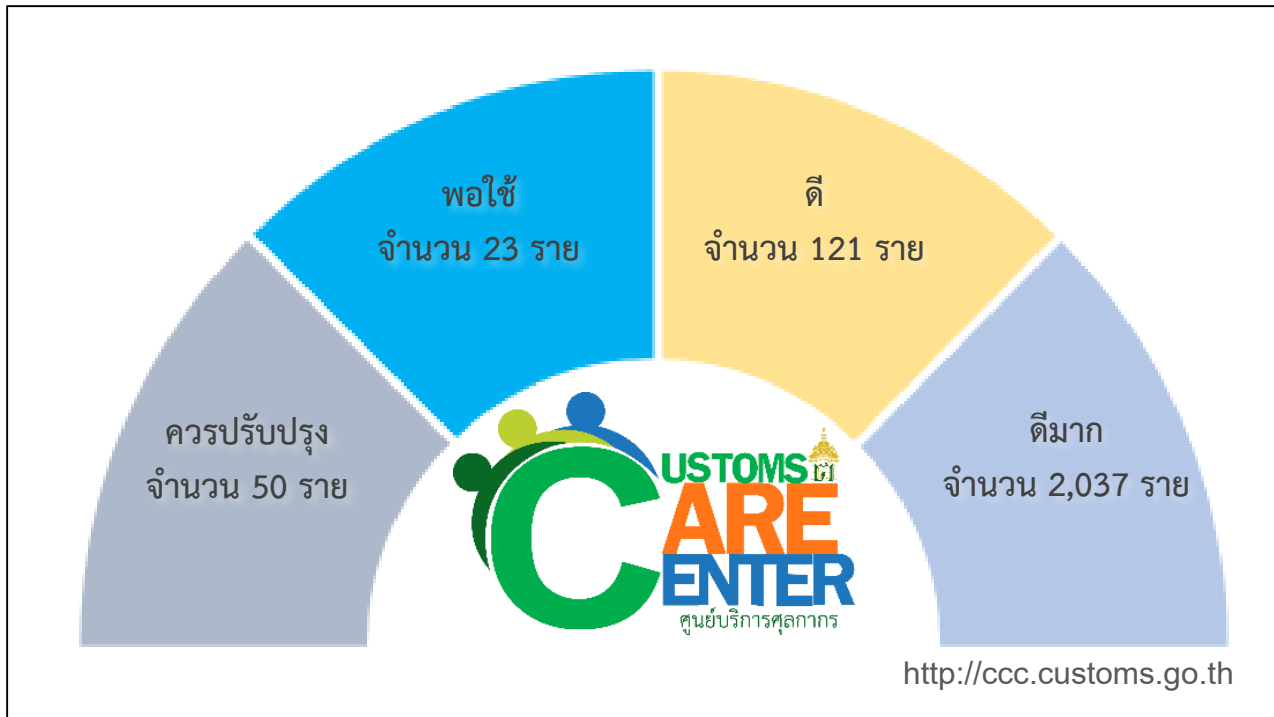 พอใช้
จำนวน 23 ราย
ดี
จำนวน 121 ราย
ควรปรับปรุง
จำนวน 50 ราย
ดีมาก
จำนวน 2,037 ราย
CUSTOMS
CARE
CENTER
ศูนย์บริการศุลกากร
http://ccc.customs.go.th